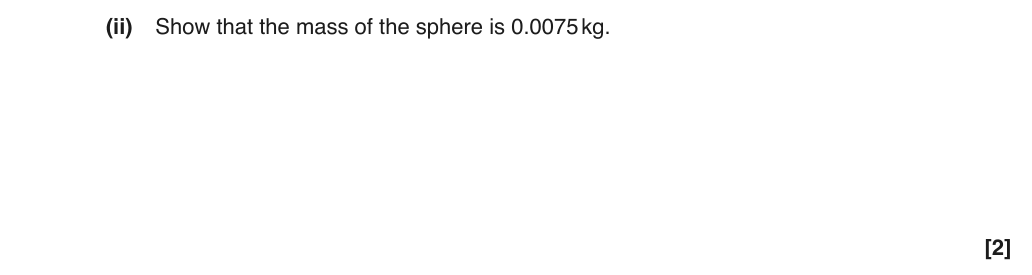 (ii) Show that the mass of the sphere is 0.0075 kg.
[2]